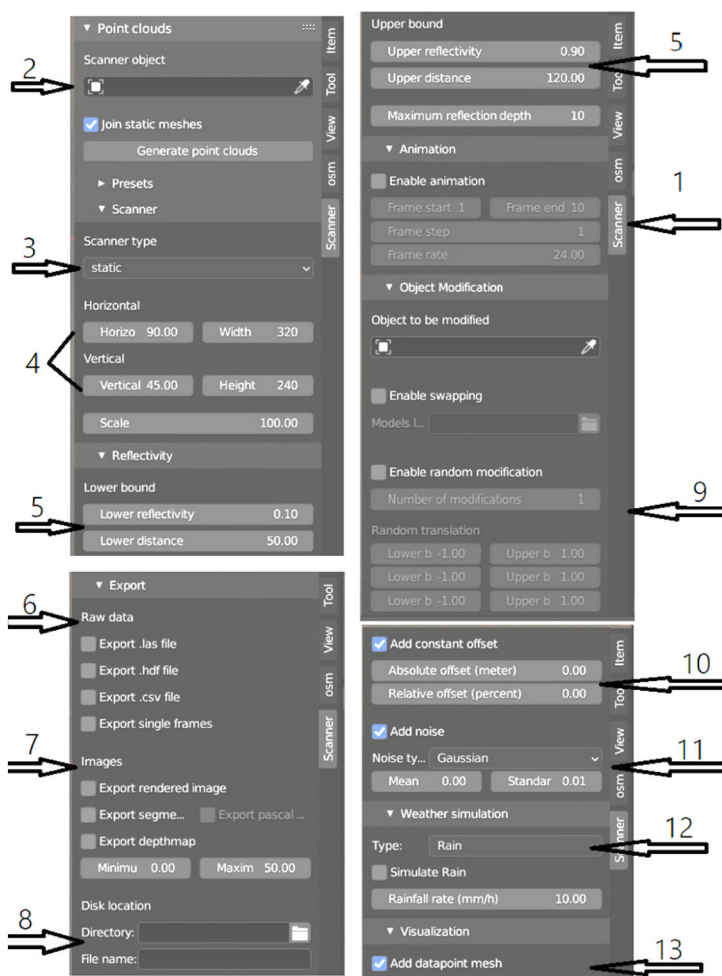 Point clouds
Scanner object
Join static meshes
Generate point clouds
Presets
Scanner
Scanner type
static
Horizontal
Horizo 90.00 Width 320
Vertical
Vertical 45.00 Height 240
Scale 100.00
Reflectivity
Lower bound
Lower reflectivity 0.10
Lower distance 50.00
Item
Tool
View
osm
Scanner
2
3
4
5
Upper bound
Upper reflectivity 0.90
Upper distance 120.00
Maximum reflection depth 10
Animation
Enable animation
Frame start 1 Frame end 10
Frame step 1
Frame rate 24.00
Object Modification
Object to be modified
Enable swapping
Models l...
Enable random mocification
Number of modifications 1
Random translation
Lower b -1.00 Upper b 1.00
Lower b -1.00 Upper b 1.00
Lower b -1.00 Upper b 1.00
Item
Too
View
osm
Scanner
5
1
9
Export
Raw data
Export .las file
Export .hdf file
Export .csv file
Export single frames
Images
Export rendered image
Export segme... Export pascal ...
Export depthmap
Minimu 0.00 Maxim 50.00
Disk location
Directory:
File name:
Tool
View
osm
Scanner
6
7
8
Add constant offset
Absolute offset (meter) 0.00
Relative offset (percent) 0.00
Add noise
Noise ty... Gaussian
Mean 0.00 Standar 0.01
Weather simulation
Type: Rain
Simulate Rain
Rainfall rate (mm/h) 10.00
Visualization
Add datapoint mesh
Item
Too
View
osm
Scanner
10
11
12
13